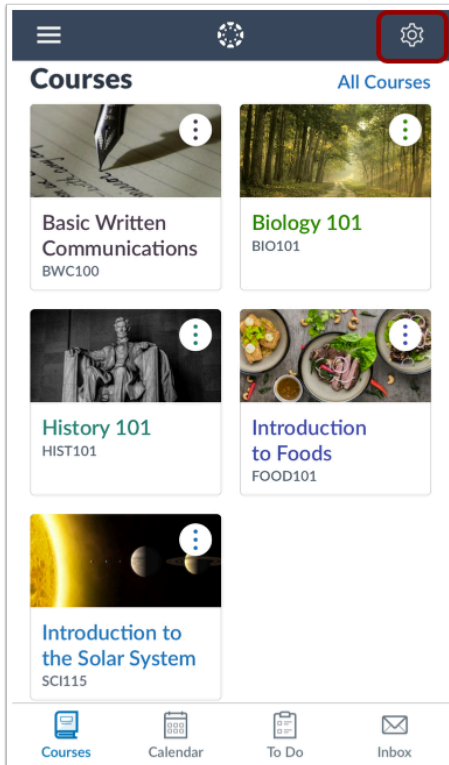 Courses
All Courses
Basic Written
Communications
BWC100
Biology 101
BIO101
History 101
HIST101
Introduction
to Foods
FOOD101
Introduction to
the Solar System
SCI115
Courses
Calendar
To Do
Inbox